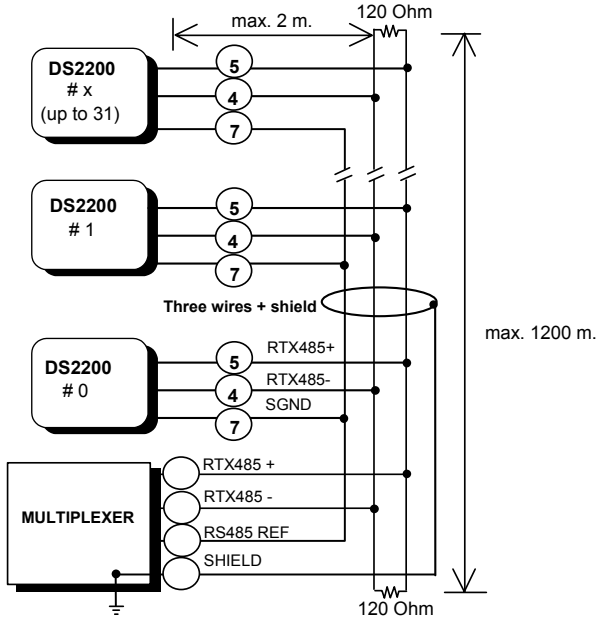 max. 2 m.
120 Ohm
DS2200
# x
(up to 31)
5
4
7
DS2200
# 1
5
4
7
Three wires + shield
max. 1200 m.
DS2200
# 0
5
RTX485+
4
RTX485-
7
SGND
MULTIPLEXER
RTX485 +
RTX485 -
RS485 REF
SHIELD
120 Ohm